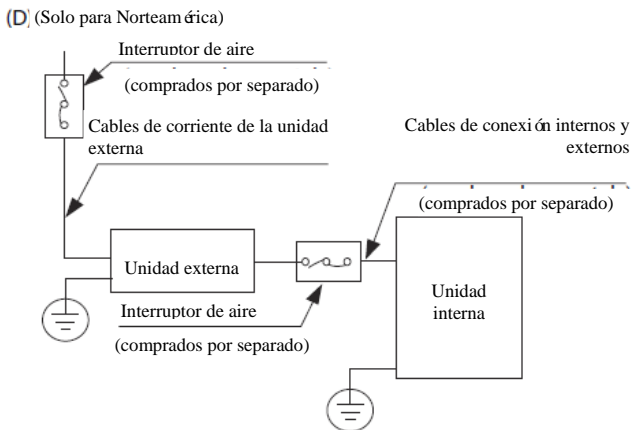 (D) (Solo para Norteamérica)
Interruptor de aire
(comprados por separado)
Cables de corriente de la unidad
externa
Cables de conexión internos y
externos
(comprados por separado)
Unidad externa
Interruptor de aire
(comprados por separado)
Unidad
interna